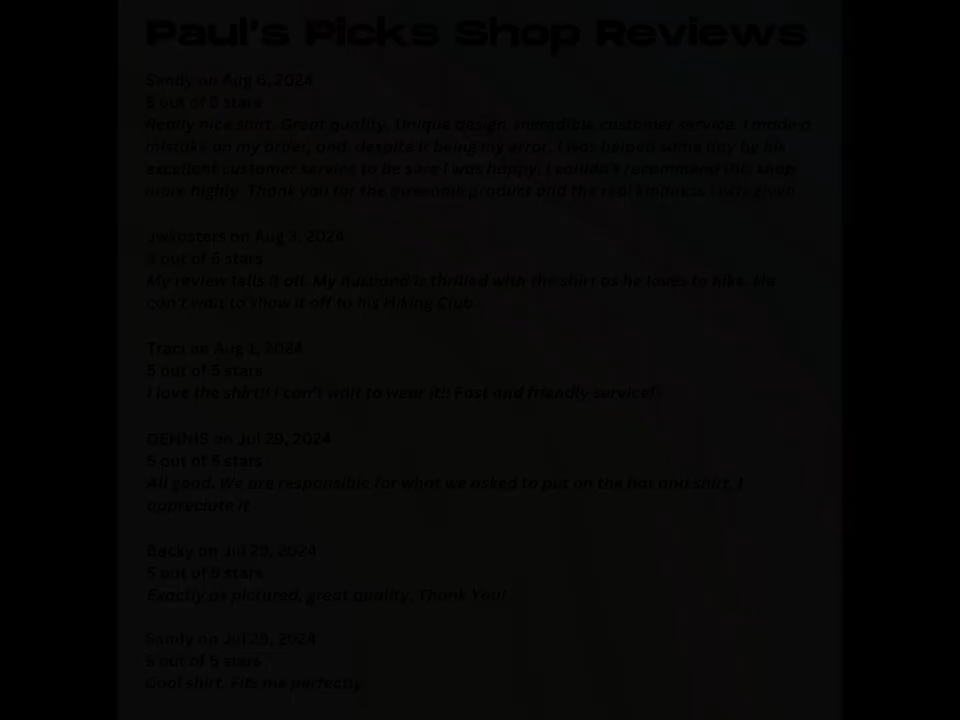 Paul's Picks Shop Reviews
Sandy on Aug 6, 2024
5 out of 5 stars
Really nice shirt. Great quality. Unique design. Incredible customer service. I made a
mistake on my order, and, despite it being my error, I was helped same day by his
excellent customer service to be sure I was happy. I couldn't recommend this shop
more highly. Thank you for the awesome product and the real kindness I was given.
awkosters on Aug 3, 2024
5 out of 5 stars
My review tells it all. My husband is thrilled with the shirt as he loves to hike. He
can't wait to show it off to his Hiking Club.
Traci on Aug 1, 2024
5 out of 5 stars
I love the shirt!! I can't wait to wear it!! Fast and friendly service!!
DENNIS on Jul 29, 2024
5 out of 5 stars
All good. We are responsible for what we asked to put on the hat and shirt. I
appreciate it
Becky on Jul 29, 2024
5 out of 5 stars
Exactly as pictured, great quality. Thank You!
Sandy on Jul 29, 2024
5 out of 5 stars
Cool shirt. Fits me perfectly.